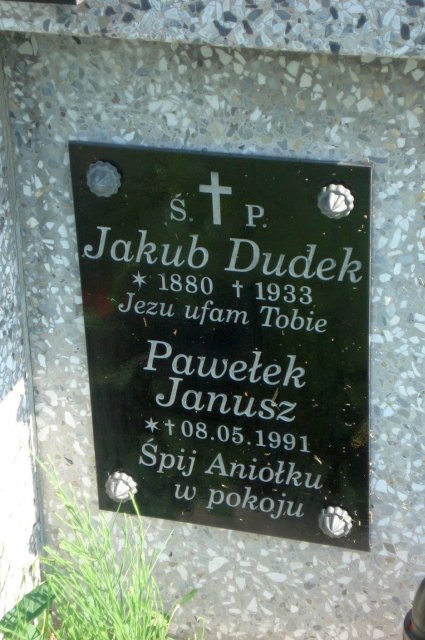 Ś. ✝ P.
Jakub Dudek
* 1880 † 1933
Jezu ufam Tobie
Pawełek
Janusz
*† 08.05.1991
Śpij Aniołku
w pokoju